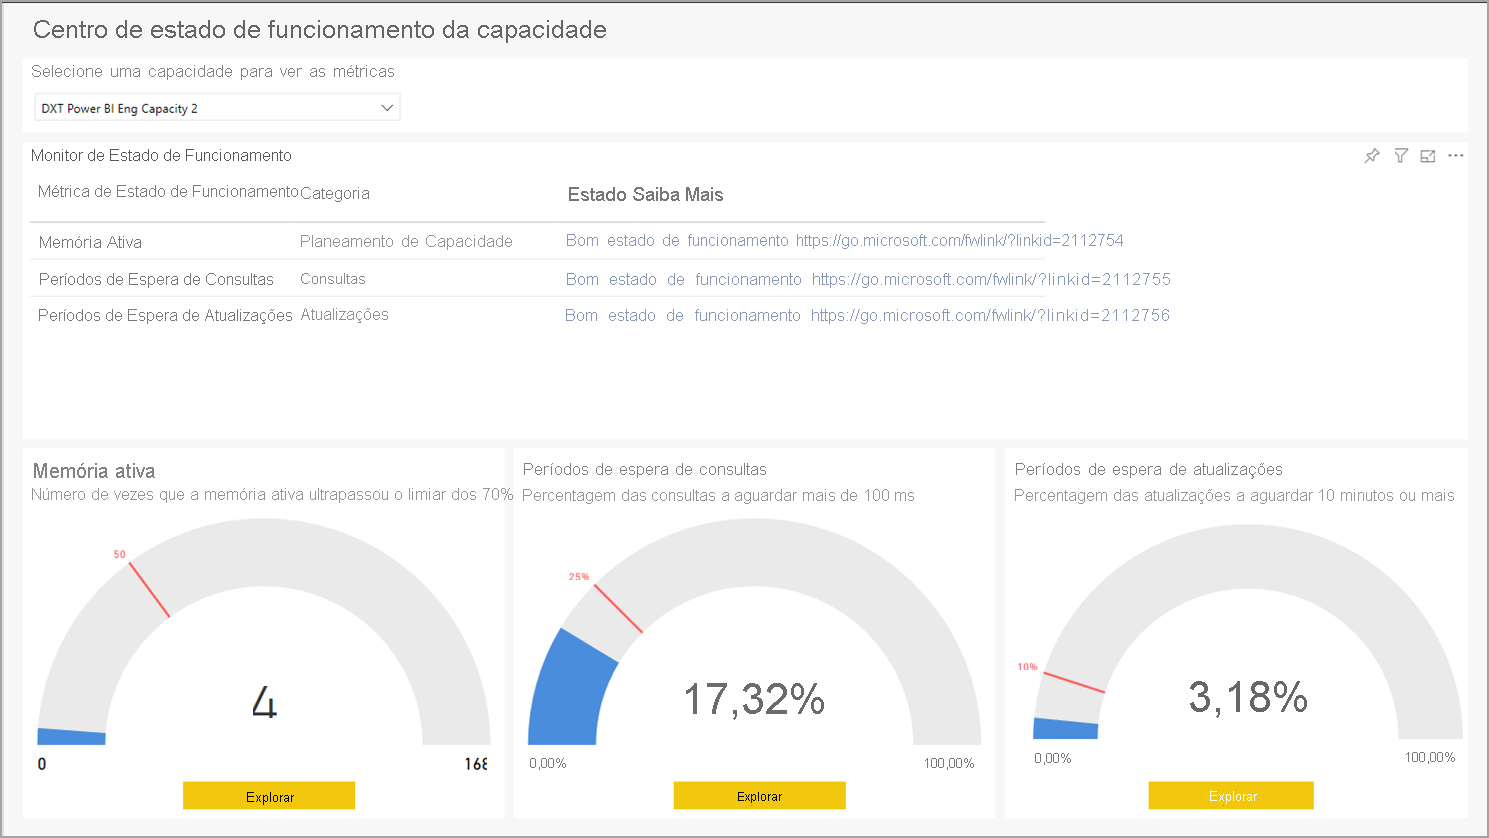 Centro de estado de funcionamento da capacidade
Selecione uma capacidade para ver as métricas
DXT Power BI Eng Capacity 2
Monitor de Estado de Funcionamento
Métrica de Estado de Funcionamento Categoria Estado Saiba Mais
Memória Ativa Planeamento de Capacidade Bom estado de funcionamento https://go.microsoft.com/fwlink/?linkid=2112754
Períodos de Espera de Consultas Consultas Bom estado de funcionamento https://go.microsoft.com/fwlink/?linkid=2112755
Períodos de Espera de Atualizações Atualizações Bom estado de funcionamento https://go.microsoft.com/fwlink/?linkid=2112756
Memória ativa
Número de vezes que a memória ativa ultrapassou o limiar dos 70%
50
4
0 168
Explorar
Períodos de espera de consultas
Percentagem das consultas a aguardar mais de 100 ms
25%
17,32%
0,00% 100,00%
Explorar
Períodos de espera de atualizações
Percentagem das atualizações a aguardar 10 minutos ou mais
10%
3,18%
0,00% 100,00%
Explorar